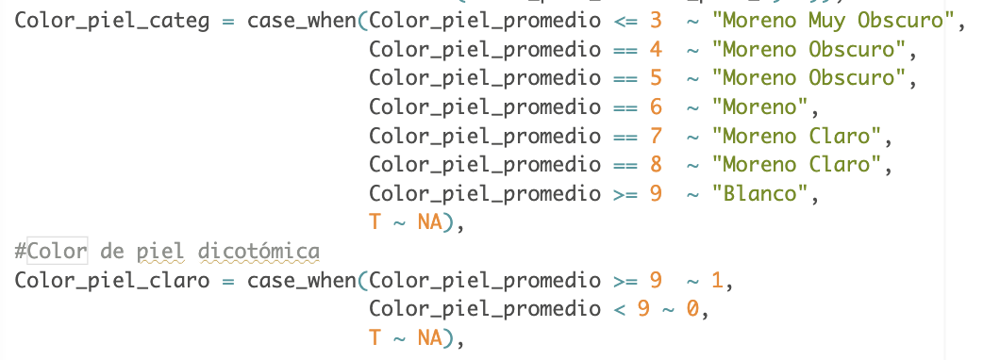 Color_piel_categ = case_when(Color_piel_promedio <= 3 ~ "Moreno Muy Obscuro",
Color_piel_promedio == 4 ~ "Moreno Obscuro",
Color_piel_promedio == 5 ~ "Moreno Obscuro",
Color_piel_promedio == 6 ~ "Moreno",
Color_piel_promedio == 7 ~ "Moreno Claro",
Color_piel_promedio == 8 ~ "Moreno Claro",
Color_piel_promedio >= 9 ~ "Blanco",
T ~ NA),
#Color de piel dicotómica
Color_piel_claro = case_when(Color_piel_promedio >= 9 ~ 1,
Color_piel_promedio < 9 ~ 0,
T ~ NA),